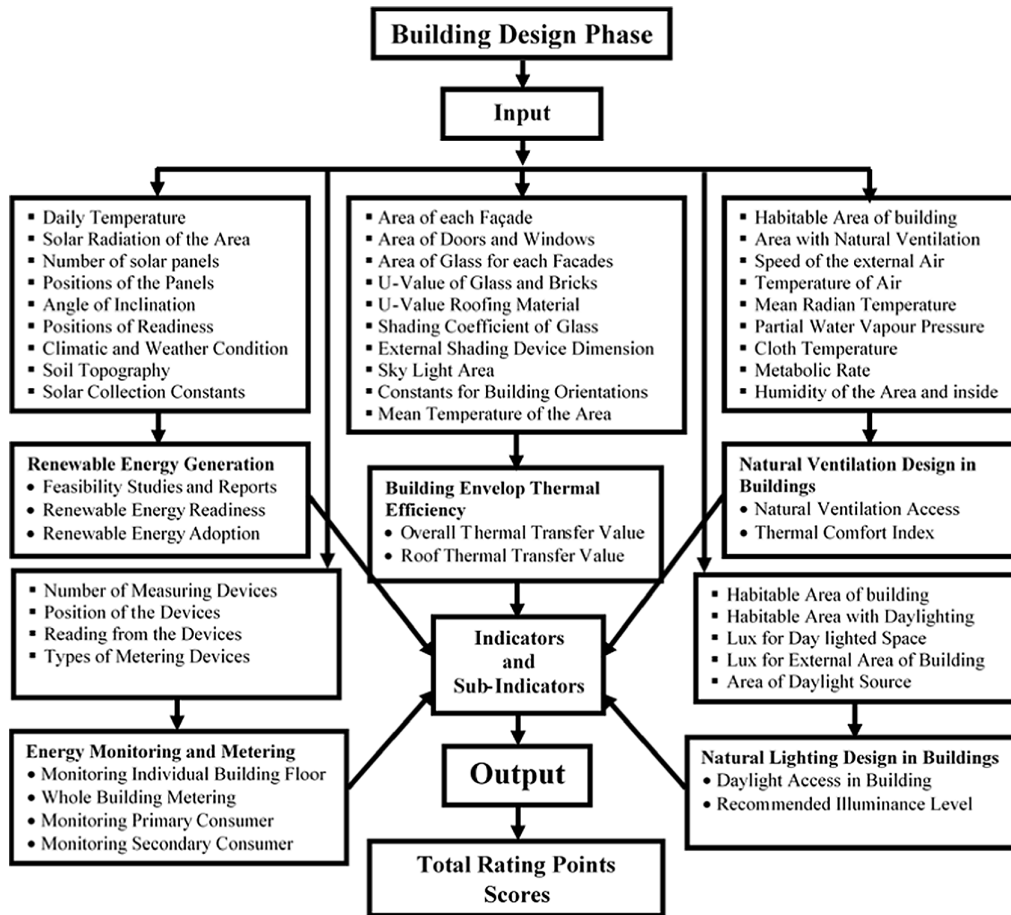 Building Design Phase
Input
▪ Daily Temperature
▪ Solar Radiation of the Area
▪ Number of solar panels
▪ Positions of the Panels
▪ Angle of Inclination
▪ Positions of Readiness
▪ Climatic and Weather Condition
▪ Soil Topography
▪ Solar Collection Constants
▪ Area of each Façade
▪ Area of Doors and Windows
▪ Area of Glass for each Facades
▪ U-Value of Glass and Bricks
▪ U-Value Roofing Material
▪ Shading Coefficient of Glass
▪ External Shading Device Dimension
▪ Sky Light Area
▪ Constants for Building Orientations
▪ Mean Temperature of the Area
▪ Habitable Area of building
▪ Area with Natural Ventilation
▪ Speed of the external Air
▪ Temperature of Air
▪ Mean Radian Temperature
▪ Partial Water Vapour Pressure
▪ Cloth Temperature
▪ Metabolic Rate
▪ Humidity of the Area and inside
Renewable Energy Generation
• Feasibility Studies and Reports
• Renewable Energy Readiness
• Renewable Energy Adoption
Building Envelop Thermal
Efficiency
• Overall Thermal Transfer Value
• Roof Thermal Transfer Value
Natural Ventilation Design in
Buildings
• Natural Ventilation Access
• Thermal Comfort Index
▪ Number of Measuring Devices
▪ Position of the Devices
▪ Reading from the Devices
▪ Types of Metering Devices
Indicators
and
Sub-Indicators
▪ Habitable Area of building
▪ Habitable Area with Daylighting
▪ Lux for Day lighted Space
▪ Lux for External Area of Building
▪ Area of Daylight Source
Energy Monitoring and Metering
• Monitoring Individual Building Floor
• Whole Building Metering
• Monitoring Primary Consumer
• Monitoring Secondary Consumer
Output
Natural Lighting Design in Buildings
• Daylight Access in Building
• Recommended Illuminance Level
Total Rating Points
Scores